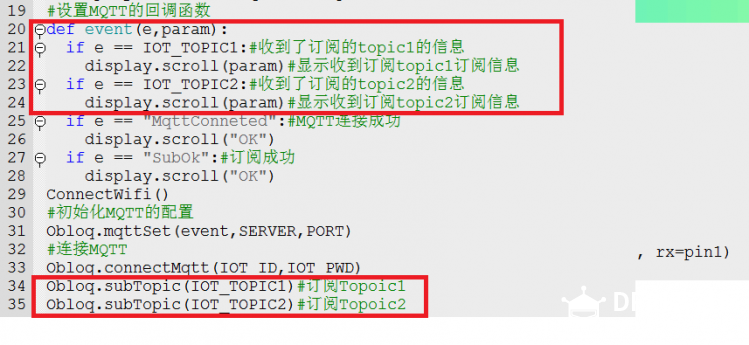 19 #设置MQTT的回调函数
20 def event(e,param):
21 if e == IOT_TOPIC1:#收到了订阅的topic1的信息
22 display.scroll(param)#显示收到订阅topic1订阅信息
23 if e == IOT_TOPIC2:#收到了订阅的topic2的信息
24 display.scroll(param)#显示收到订阅topic2订阅信息
25 if e == "MqttConneted":#MQTT连接成功
26 display.scroll("OK")
27 if e == "SubOk":#订阅成功
28 display.scroll("OK")
29 ConnectWifi()
30 #初始化MQTT的配置
31 Obloq.mqttSet(event,SERVER,PORT)
32 #连接MQTT
, rx=pin1)
33 Obloq.connectMqtt(IOT_ID,IOT_PWD)
34 Obloq.subTopic(IOT_TOPIC1)#订阅Topoic1
35 Obloq.subTopic(IOT_TOPIC2)#订阅Topoic2